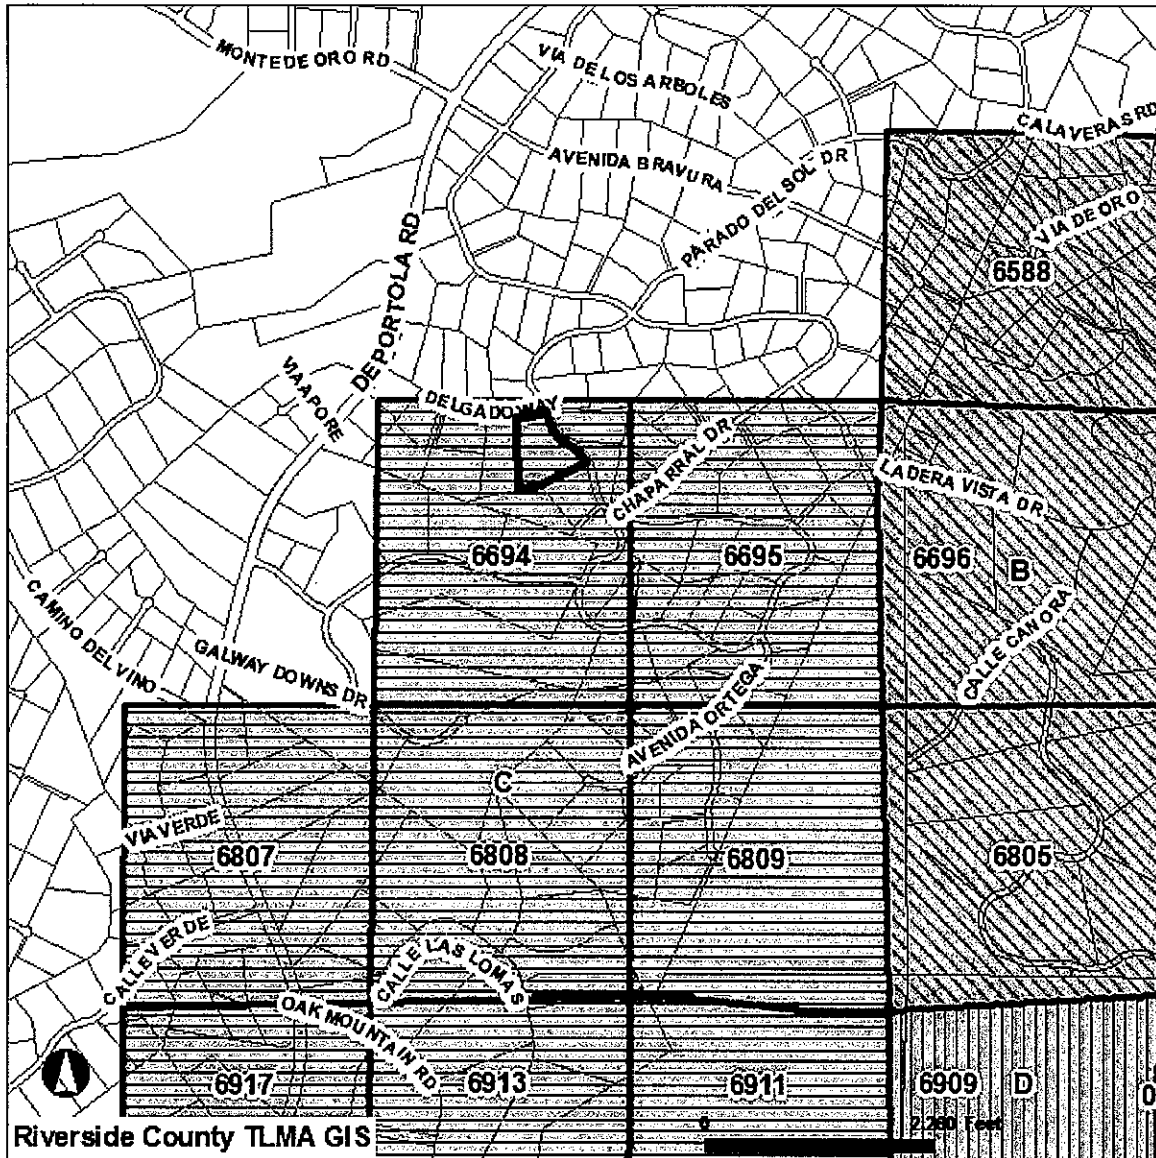 MONTE DE ORO RD
VIA DE LOS ARBOLES
CALAVERAS RD
AVENIDA BRAVURA
PARADO DEL SOL DR
VIA DE ORO
DE PORTOLA RD
6588
VIA APORE
DELGADO WAY
CHAPARRAL DR
LADERA VISTA DR
6694
6695
6696
B
CAMINO DEL VINO
GALWAY DOWNS DR
CALLE CANORA
AVENIDA ORTEGA
C
VIA VERDE
6807
6808
6809
6805
CALLE VERDE
CALLE LAS LOMAS
OAK MOUNTAIN RD
6917
6913
6911
6909
D
0
2,260 Feet
Riverside County TLMA GIS